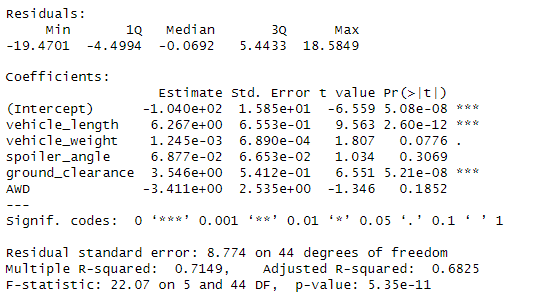 Residuals:
     Min       1Q   Median       3Q      Max
-19.4701  -4.4994  -0.0692   5.4433  18.5849

Coefficients:
                   Estimate Std. Error t value Pr(>|t|)
(Intercept)      -1.040e+02  1.585e+01  -6.559 5.08e-08 ***
vehicle_length    6.267e+00  6.553e-01   9.563 2.60e-12 ***
vehicle_weight    1.245e-03  6.890e-04   1.807   0.0776 .
spoiler_angle     6.877e-02  6.653e-02   1.034   0.3069
ground_clearance  3.546e+00  5.412e-01   6.551 5.21e-08 ***
AWD              -3.411e+00  2.535e+00  -1.346   0.1852
---
Signif. codes:  0 ‘***’ 0.001 ‘**’ 0.01 ‘*’ 0.05 ‘.’ 0.1 ‘ ’ 1

Residual standard error: 8.774 on 44 degrees of freedom
Multiple R-squared:  0.7149,    Adjusted R-squared:  0.6825
F-statistic: 22.07 on 5 and 44 DF,  p-value: 5.35e-11